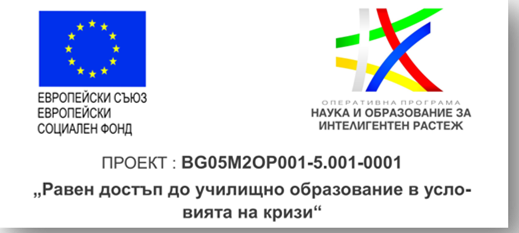 ЕВРОПЕЙСКИ СЪЮЗ
ЕВРОПЕЙСКИ
СОЦИАЛЕН ФОНД
ОПЕРАТИВНА ПРОГРАМА
НАУКА И ОБРАЗОВАНИЕ ЗА
ИНТЕЛИГЕНТЕН РАСТЕЖ
ПРОЕКТ : BG05M2OP001-5.001-0001
„Равен достъп до училищно образование в усло-
вията на кризи“